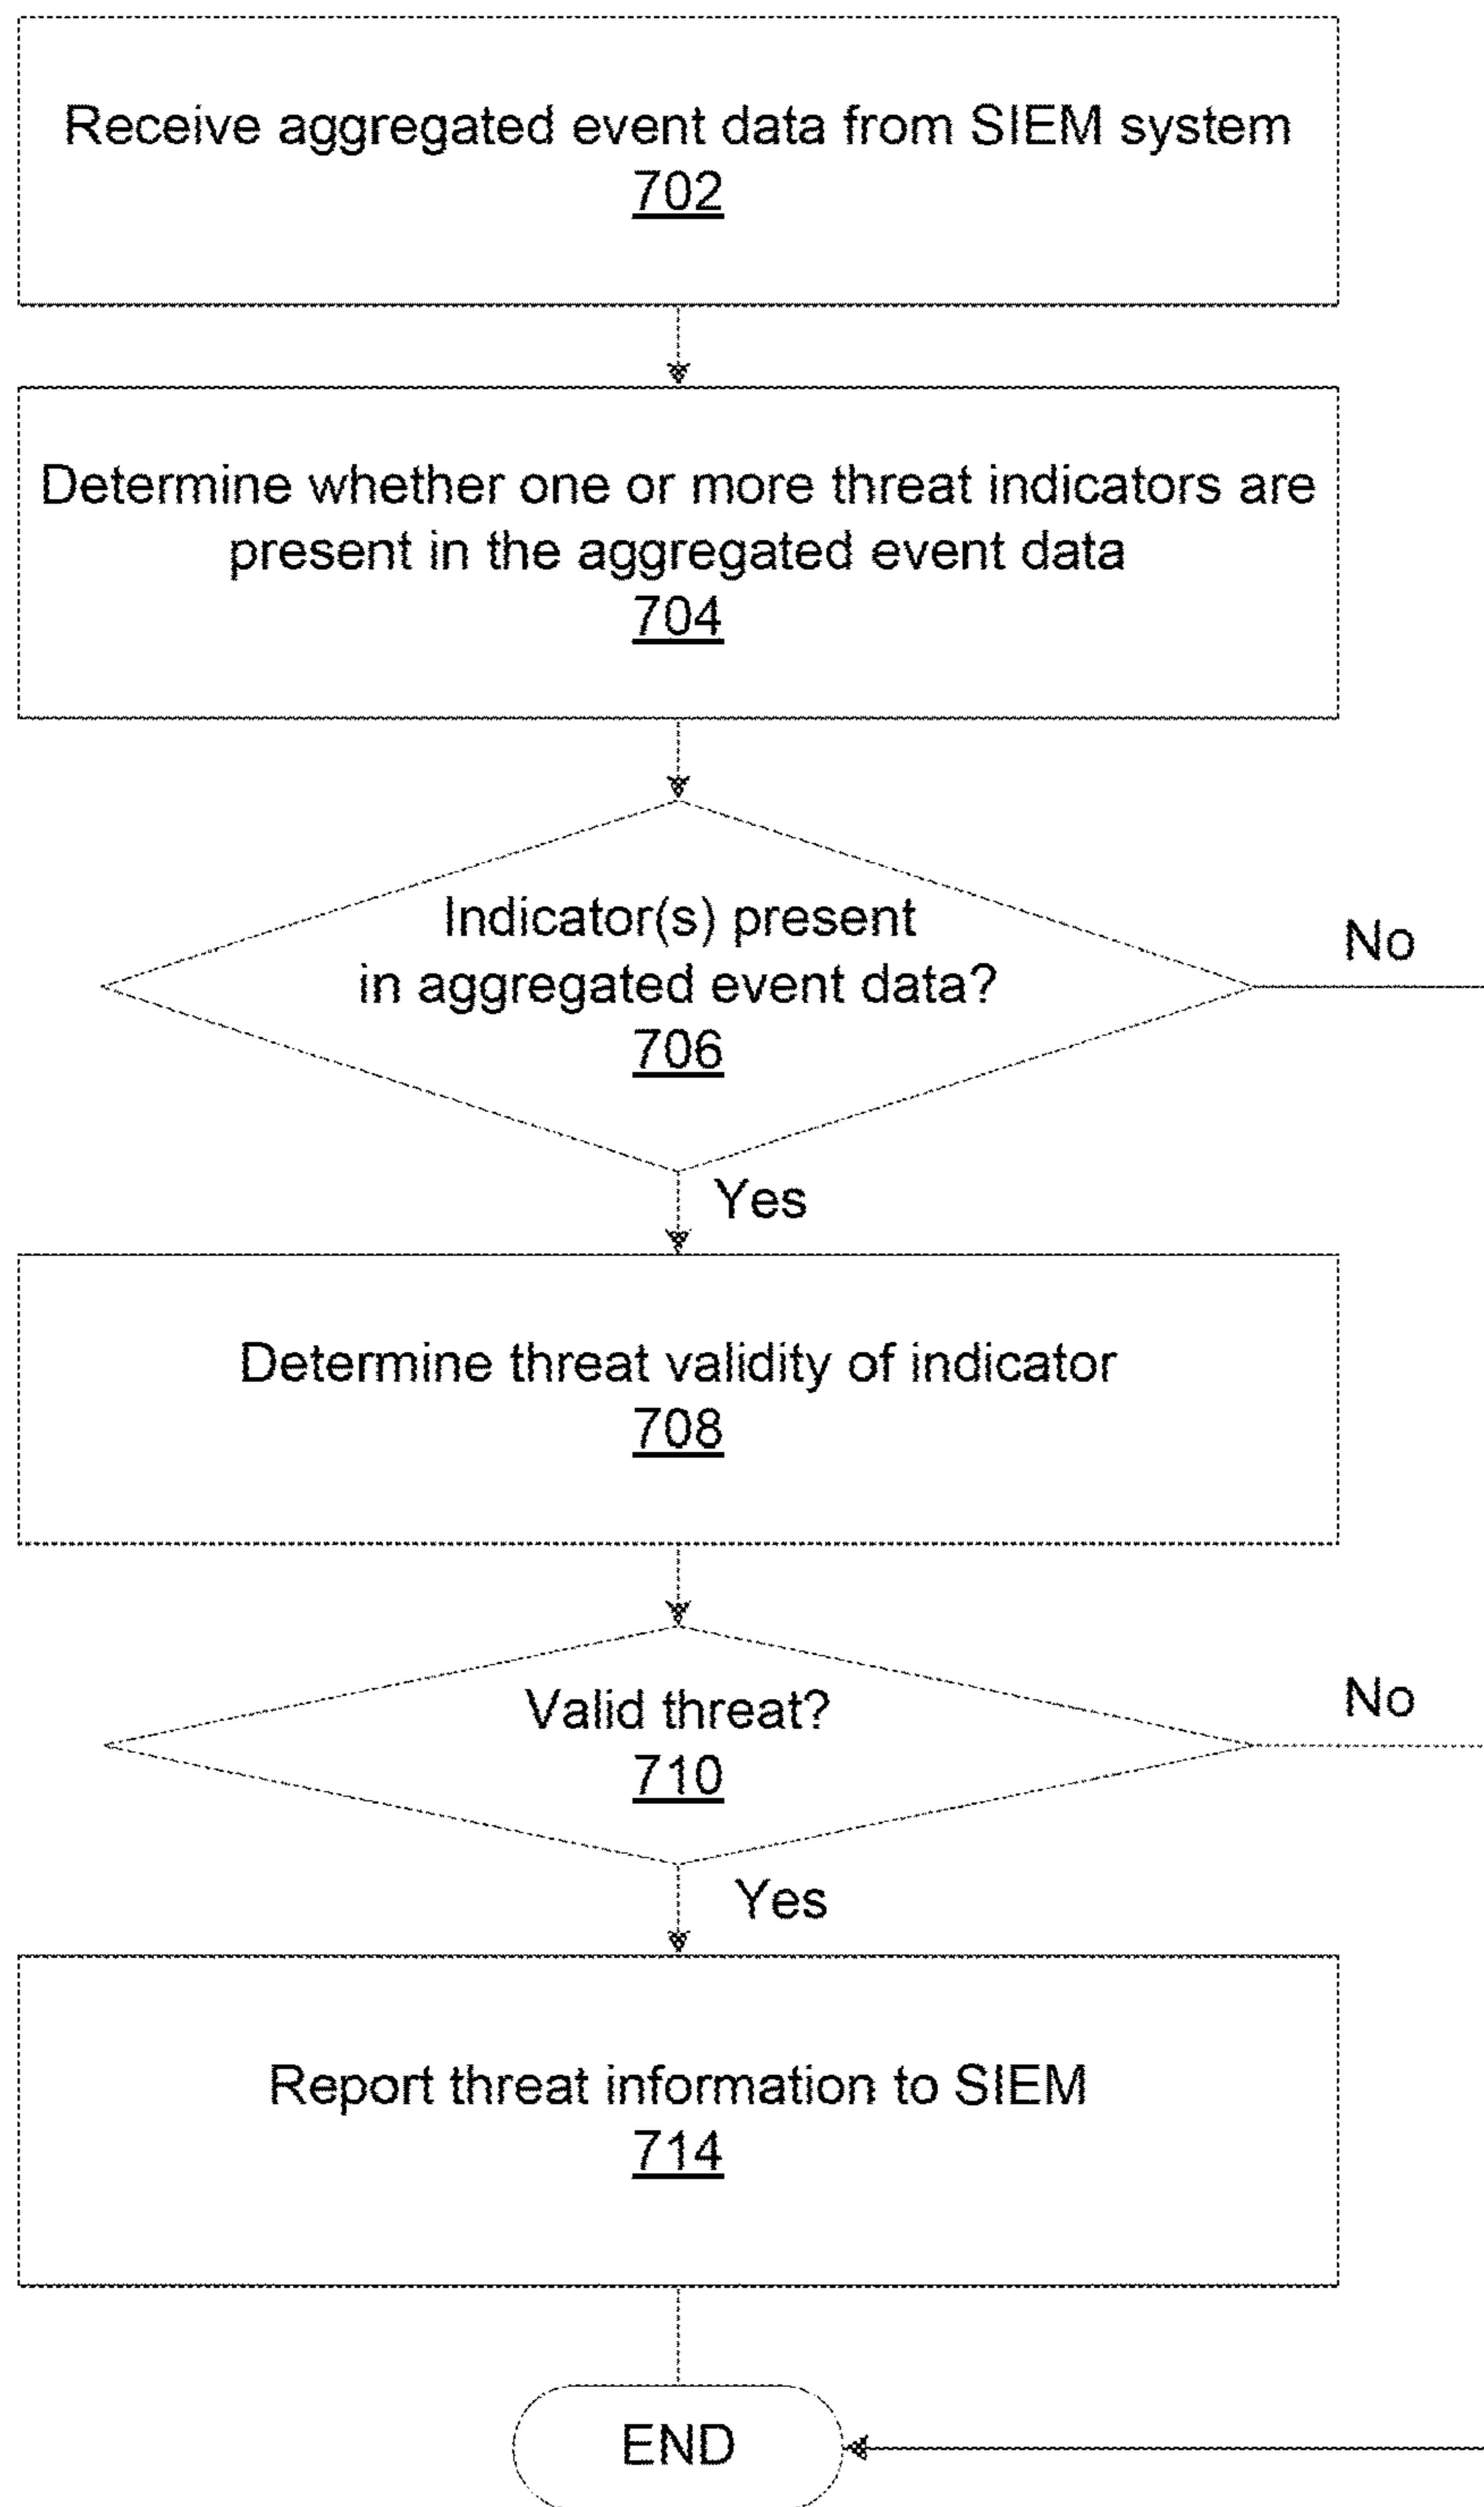 Receive aggregated event data from SIEM system
702
Determine whether one or more threat indicators are
present in the aggregated event data
704
Indicator(s) present
in aggregated event data?
706
No
Yes
Determine threat validity of indicator
708
Valid threat?
710
No
Yes
Report threat information to SIEM
714
END